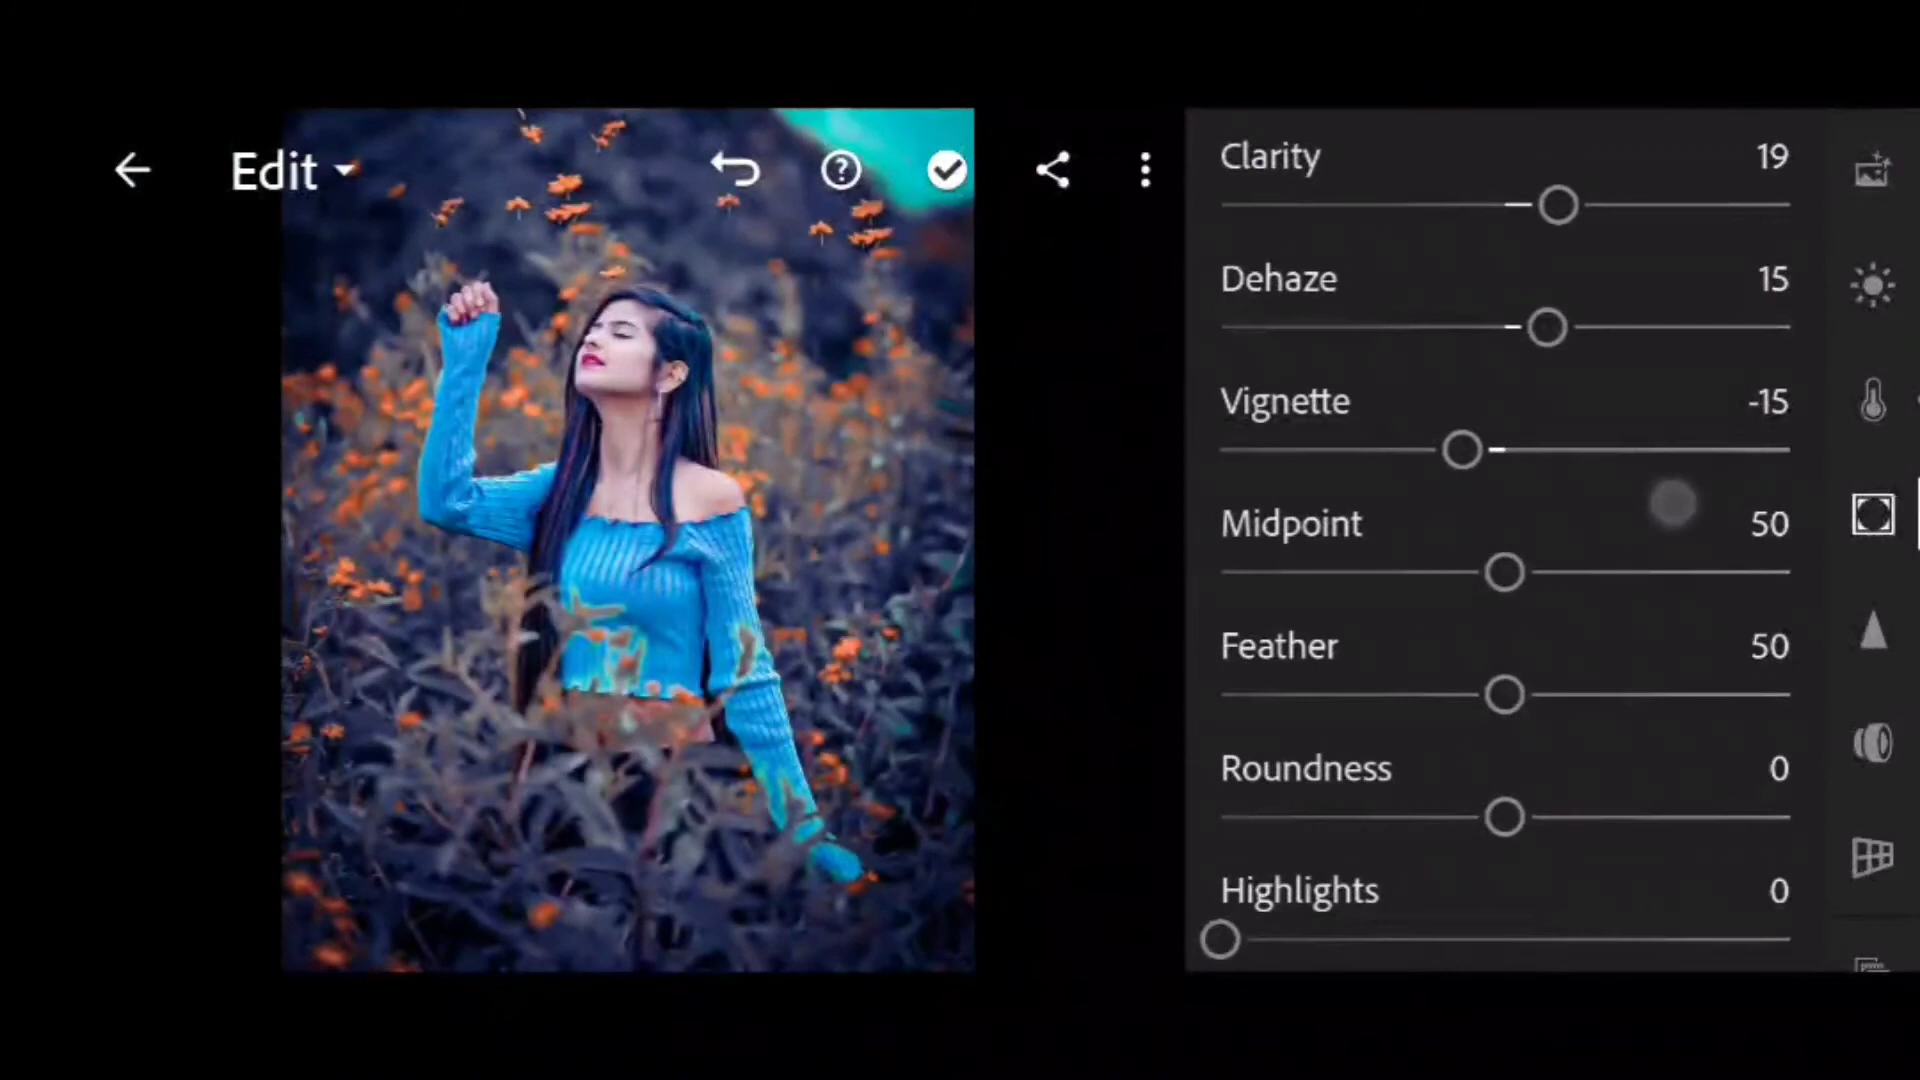 Edit
Clarity 19
Dehaze 15
Vignette -15
Midpoint 50
Feather 50
Roundness 0
Highlights 0